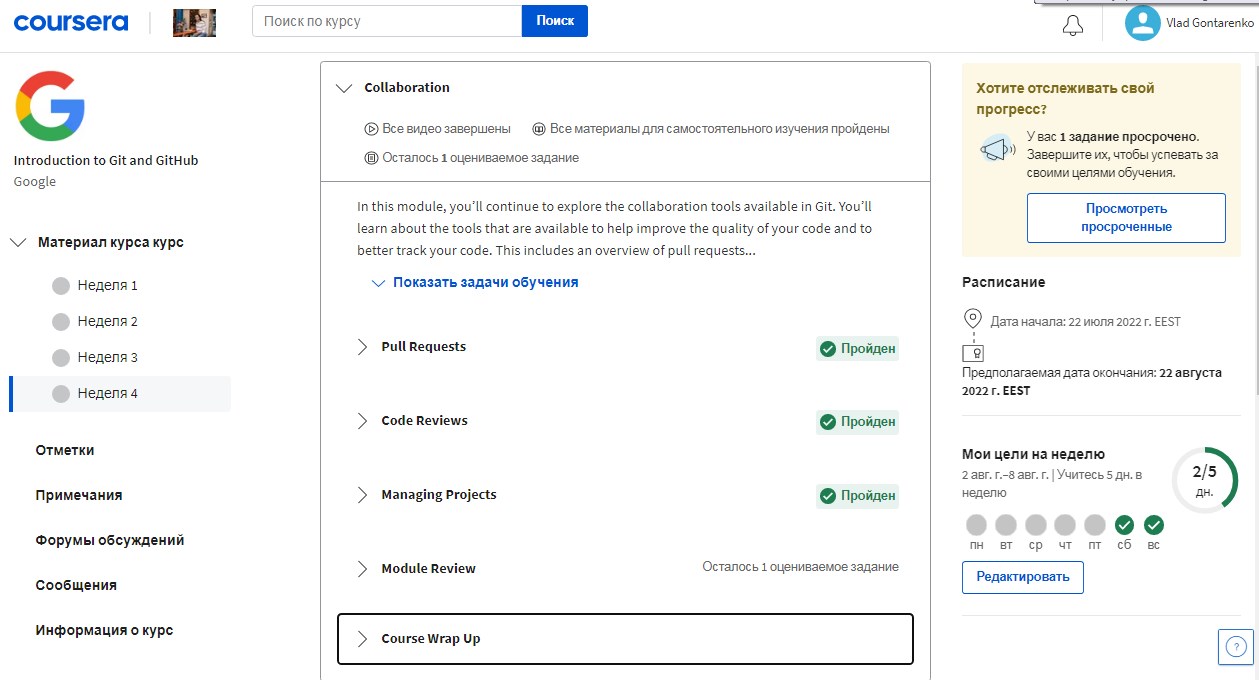 coursera
Поиск по курсу
Поиск
Vlad Gontarenko
Introduction to Git and GitHub
Google
Материал курса курс
Неделя 1
Неделя 2
Неделя 3
Неделя 4
Отметки
Примечания
Форумы обсуждений
Сообщения
Информация о курс
Collaboration
Все видео завершены
Все материалы для самостоятельного изучения пройдены
Осталось 1 оцениваемое задание
In this module, you’ll continue to explore the collaboration tools available in Git. You’ll
learn about the tools that are available to help improve the quality of your code and to
better track your code. This includes an overview of pull requests...
Показать задачи обучения
Pull Requests
Пройден
Code Reviews
Пройден
Managing Projects
Пройден
Module Review
Осталось 1 оцениваемое задание
Course Wrap Up
Хотите отслеживать свой
прогресс?
У вас 1 задание просрочено.
Завершите их, чтобы успевать за
своими целями обучения.
Просмотреть
просроченные
Расписание
Дата начала: 22 июля 2022 г. EEST
Предполагаемая дата окончания: 22 августа
2022 г. EEST
Мои цели на неделю
2 авг. г.–8 авг. г. | Учитесь 5 дн. в
неделю
2/5
дн.
пн вт ср чт пт сб вс
Редактировать
?